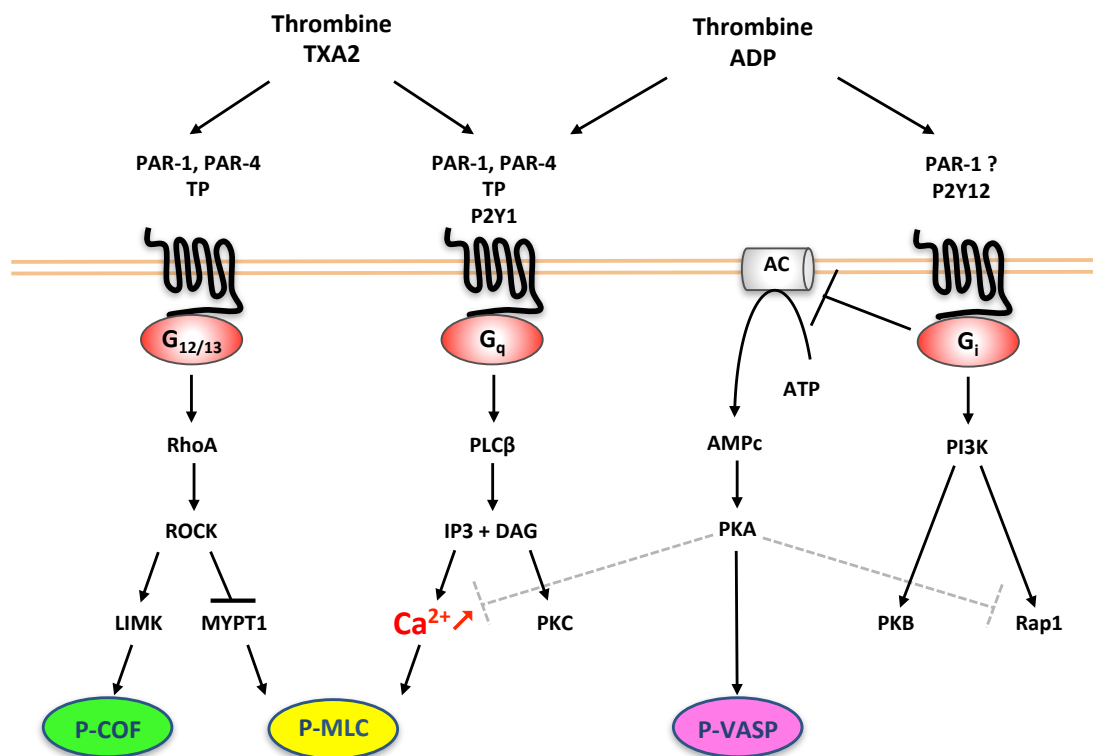 Thrombine
TXA2
Thrombine
ADP
PAR-1, PAR-4
TP
PAR-1, PAR-4
TP
P2Y1
PAR-1 ?
P2Y12
AC
G12/13
Gq
Gi
ATP
RhoA
PLCβ
AMPc
PI3K
ROCK
IP3 + DAG
PKA
LIMK
MYPT1
Ca2+
PKC
PKB
Rap1
P-COF
P-MLC
P-VASP